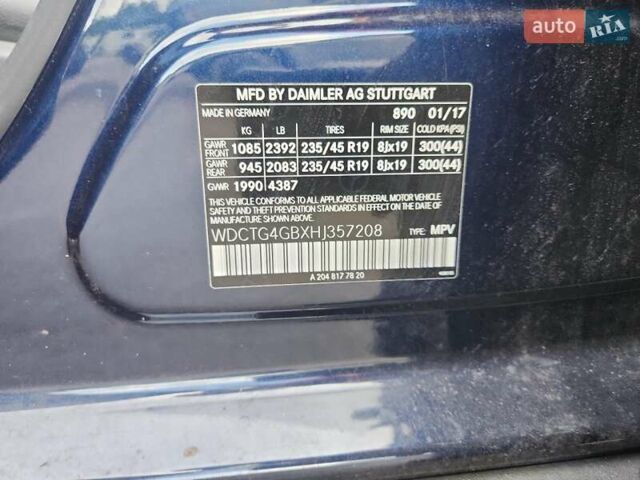 auto RIA.com
MFD BY DAIMLER AG STUTTGART
MADE IN GERMANY 890 01/17
KG LB TIRES RIM SIZE COLD KPA(PSI)
GAWR FRONT 1085 2392 235/45 R19 8Jx19 300(44)
GAWR REAR 945 2083 235/45 R19 8Jx19 300(44)
GVWR 1990 4387
THIS VEHICLE CONFORMS TO ALL APPLICABLE FEDERAL MOTOR VEHICLE
SAFETY, BUMPER, AND THEFT PREVENTION STANDARDS IN EFFECT ON
THE DATE OF MANUFACTURE SHOWN ABOVE.
WDCTG4GBXHJ357208 TYPE: MPV
A 204 817 78 20